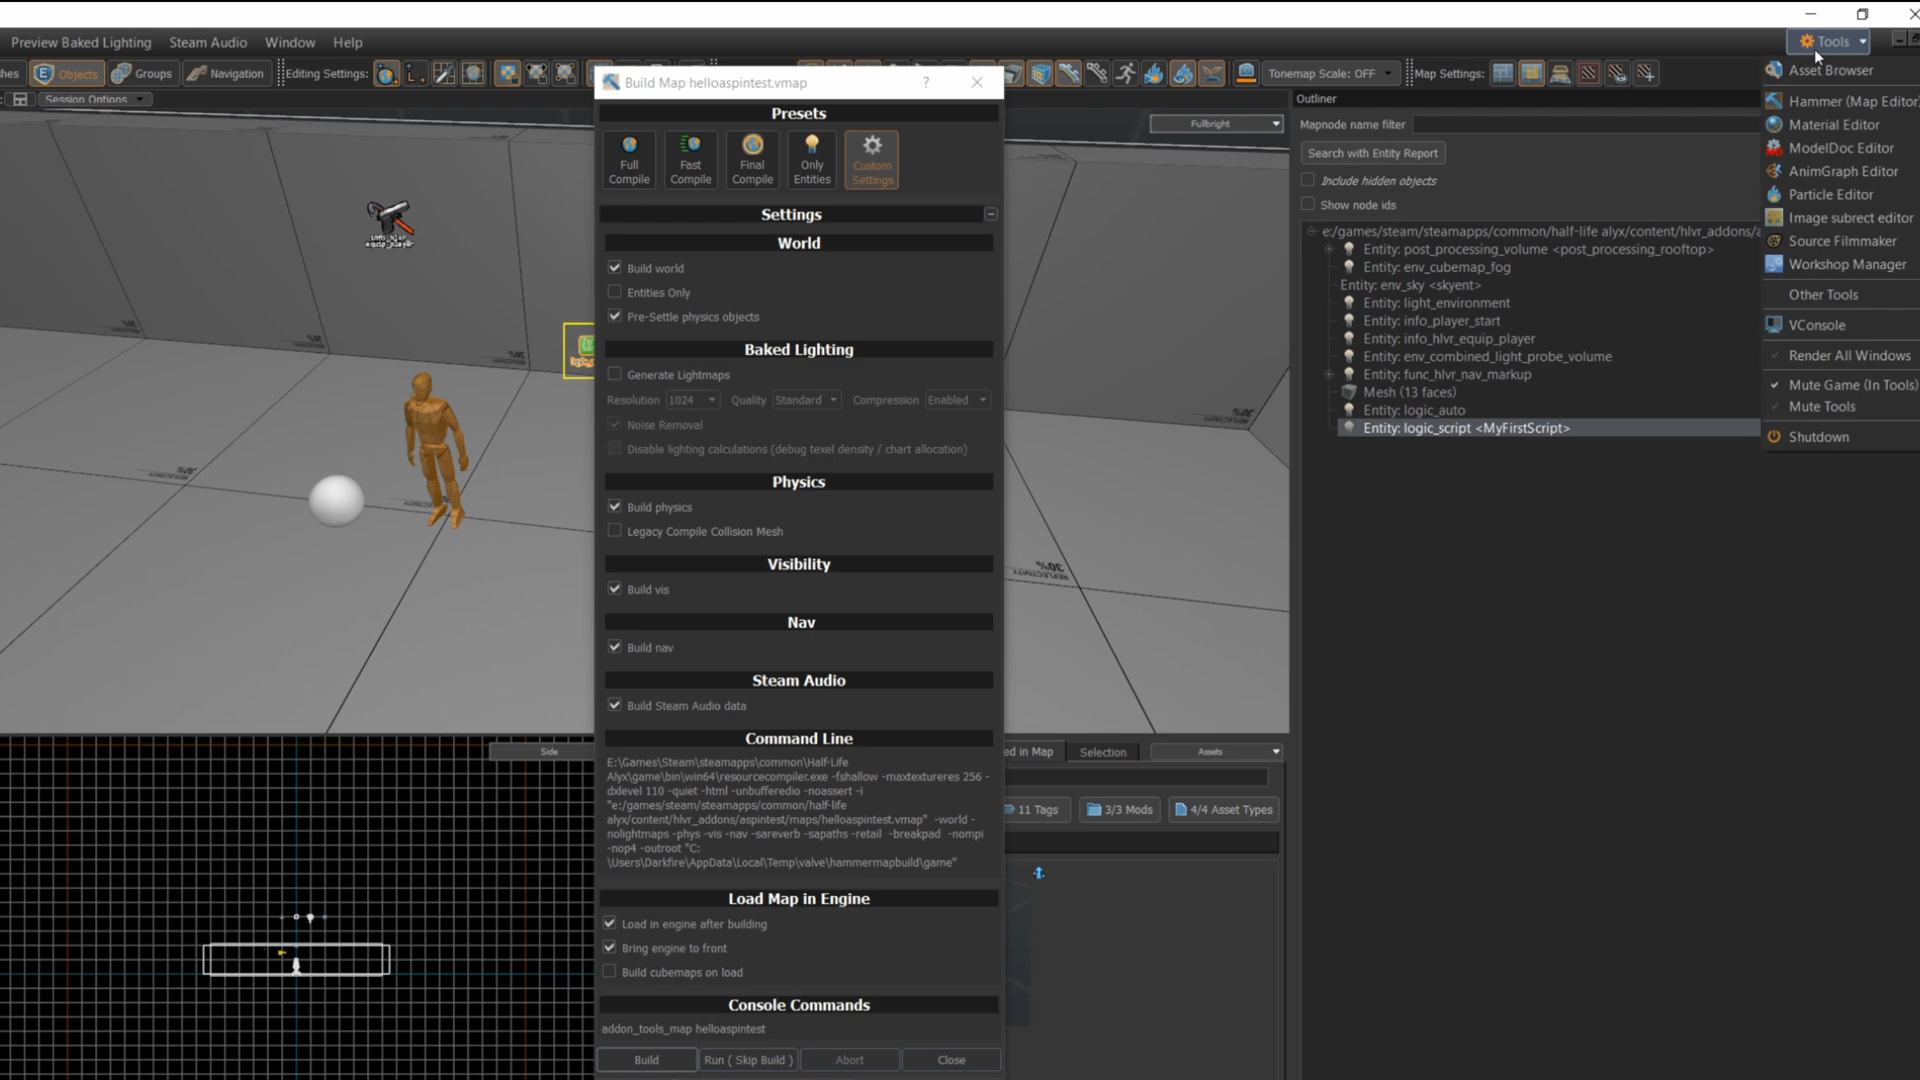 Preview Baked Lighting Steam Audio Window Help
Tools
hes Objects Groups Navigation Editing Settings: Tonemap Scale: OFF Map Settings:
Session Options
Fullbright
info_hlvr_
equip_player
30%
REFLECTIVITY
Side
Build Map helloaspintest.vmap ?
Presets
Full Compile
Fast Compile
Final Compile
Only Entities
Custom Settings
Settings
World
Build world
Entities Only
Pre-Settle physics objects
Baked Lighting
Generate Lightmaps
Resolution 1024 Quality Standard Compression Enabled
Noise Removal
Disable lighting calculations (debug texel density / chart allocation)
Physics
Build physics
Legacy Compile Collision Mesh
Visibility
Build vis
Nav
Build nav
Steam Audio
Build Steam Audio data
Command Line
E:\Games\Steam\steamapps\common\Half-Life
Alyx\game\bin\win64\resourcecompiler.exe -fshallow -maxtextureres 256 -
dxlevel 110 -quiet -html -unbufferedio -noassert -i
"e:/games/steam/steamapps/common/half-life
alyx/content/hlvr_addons/aspintest/maps/helloaspintest.vmap" -world -
nolightmaps -phys -vis -nav -sareverb -sapaths -retail -breakpad -nompi
-nop4 -outroot "C:
\Users\Darkfire\AppData\Local\Temp\valve\hammermapbuild\game"
Load Map in Engine
Load in engine after building
Bring engine to front
Build cubemaps on load
Console Commands
addon_tools_map helloaspintest
Build Run ( Skip Build ) Abort Close
ed in Map Selection Assets
11 Tags 3/3 Mods 4/4 Asset Types
Outliner
Mapnode name filter
Search with Entity Report
Include hidden objects
Show node ids
e:/games/steam/steamapps/common/half-life alyx/content/hlvr_addons/a
Entity: post_processing_volume <post_processing_rooftop>
Entity: env_cubemap_fog
Entity: env_sky <skyent>
Entity: light_environment
Entity: info_player_start
Entity: info_hlvr_equip_player
Entity: env_combined_light_probe_volume
Entity: func_hlvr_nav_markup
Mesh (13 faces)
Entity: logic_auto
Entity: logic_script <MyFirstScript>
Asset Browser
Hammer (Map Editor)
Material Editor
ModelDoc Editor
AnimGraph Editor
Particle Editor
Image subrect editor
Source Filmmaker
Workshop Manager
Other Tools
VConsole
Render All Windows
Mute Game (In Tools)
Mute Tools
Shutdown